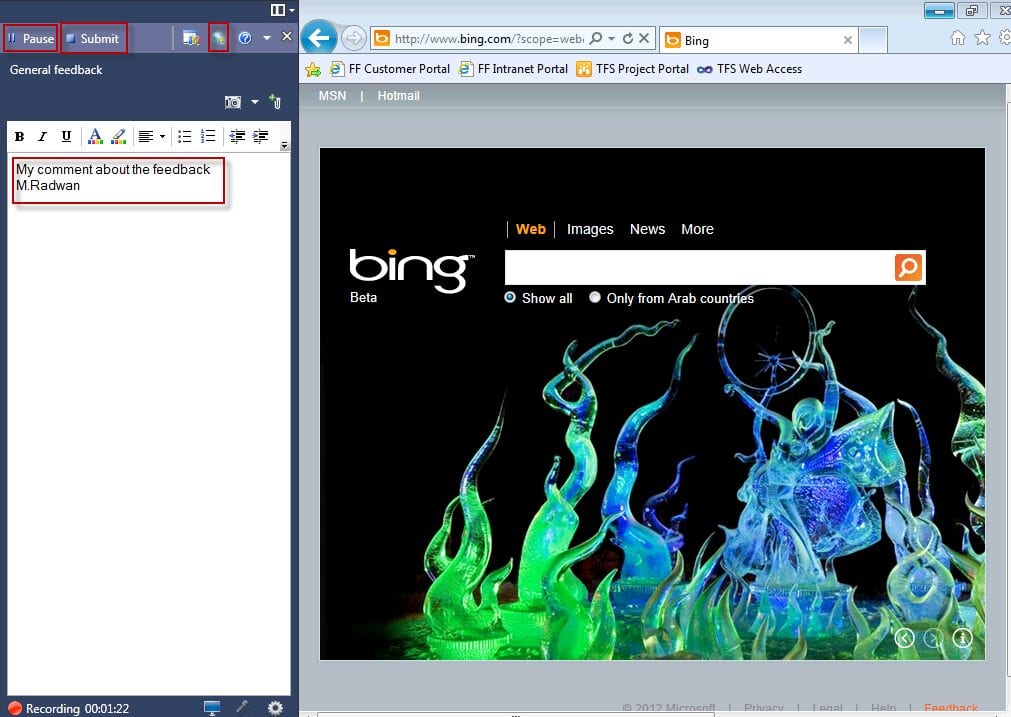 Pause
Submit
General feedback
B I U A
My comment about the feedback
M.Radwan
Recording 00:01:22
http://www.bing.com/?scope=web
Bing
FF Customer Portal
FF Intranet Portal
TFS Project Portal
TFS Web Access
MSN | Hotmail
Web | Images News More
bing™
Beta
Show all
Only from Arab countries
© 2012 Microsoft | Privacy | Legal | Help | Feedback